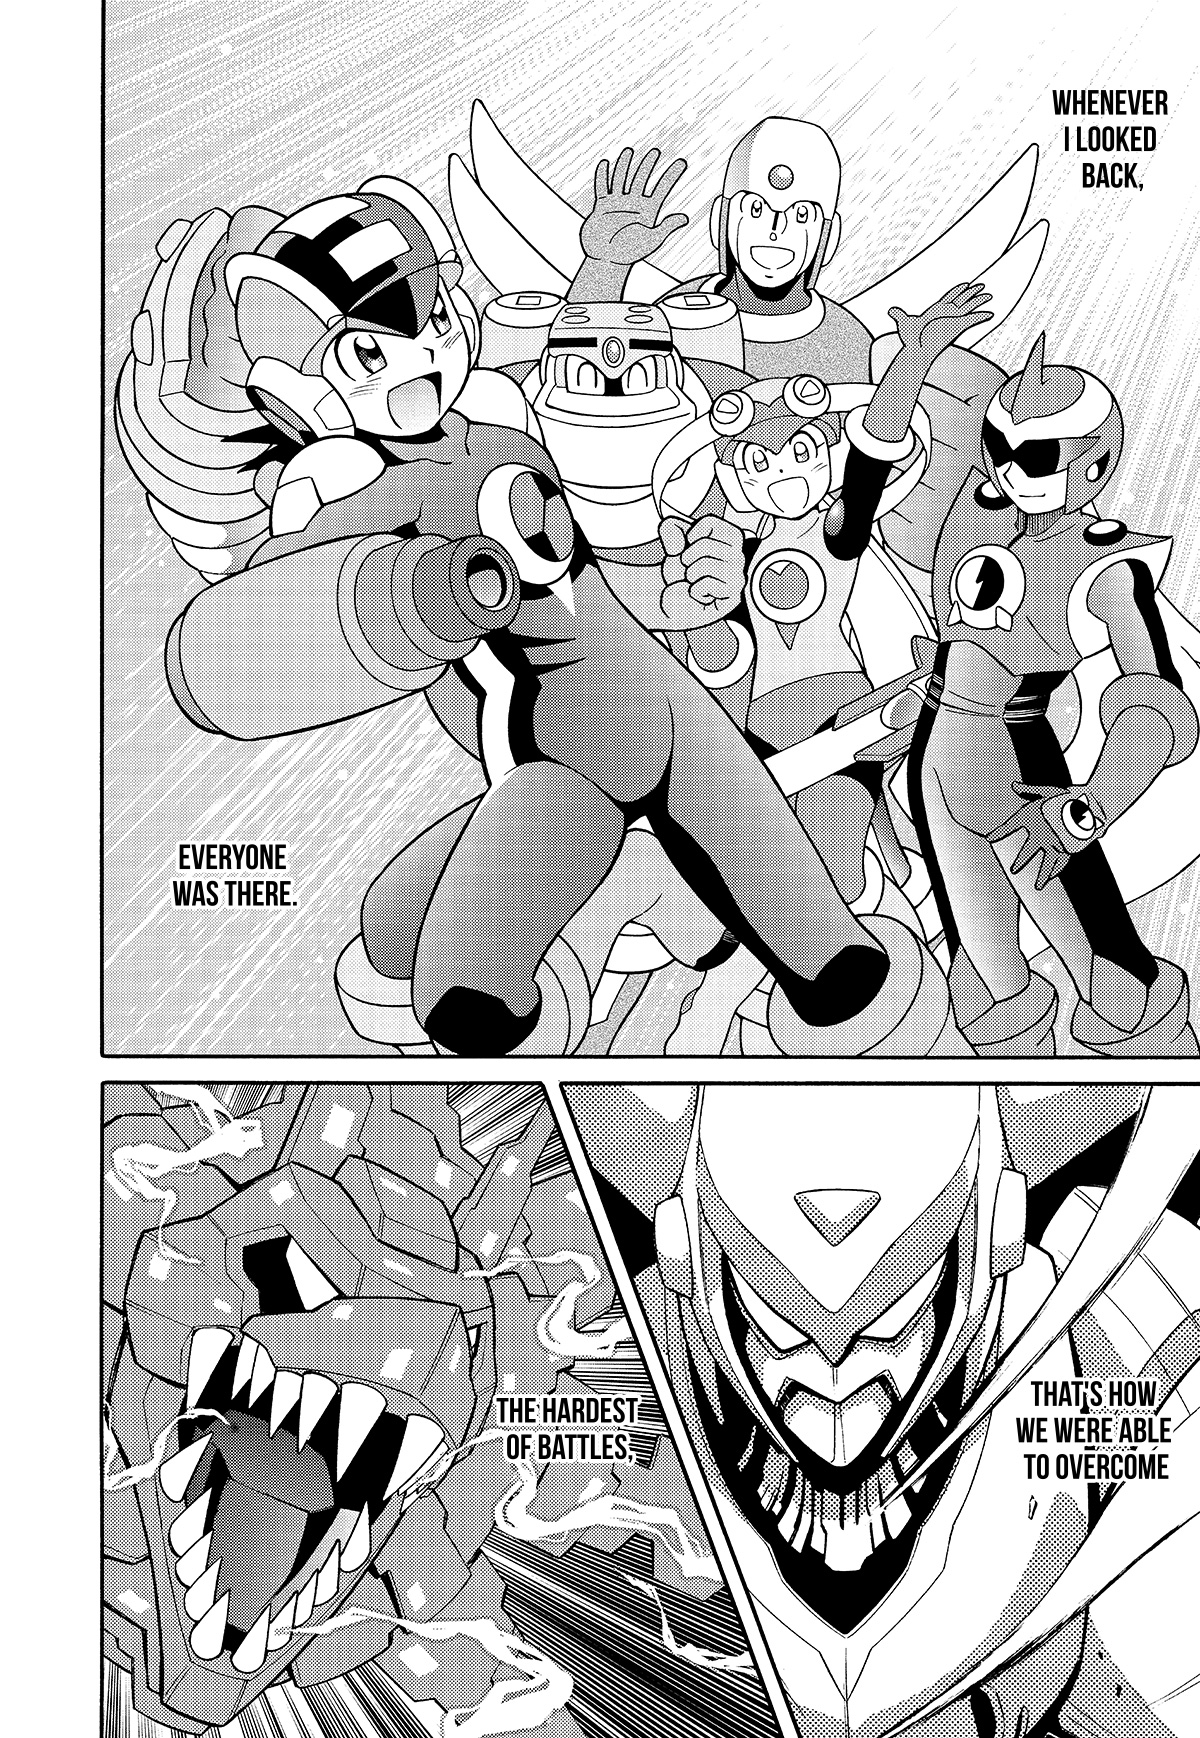 WHENEVER
I LOOKED
BACK,
EVERYONE
WAS THERE.
THAT'S HOW
WE WERE ABLE
TO OVERCOME
THE HARDEST
OF BATTLES,